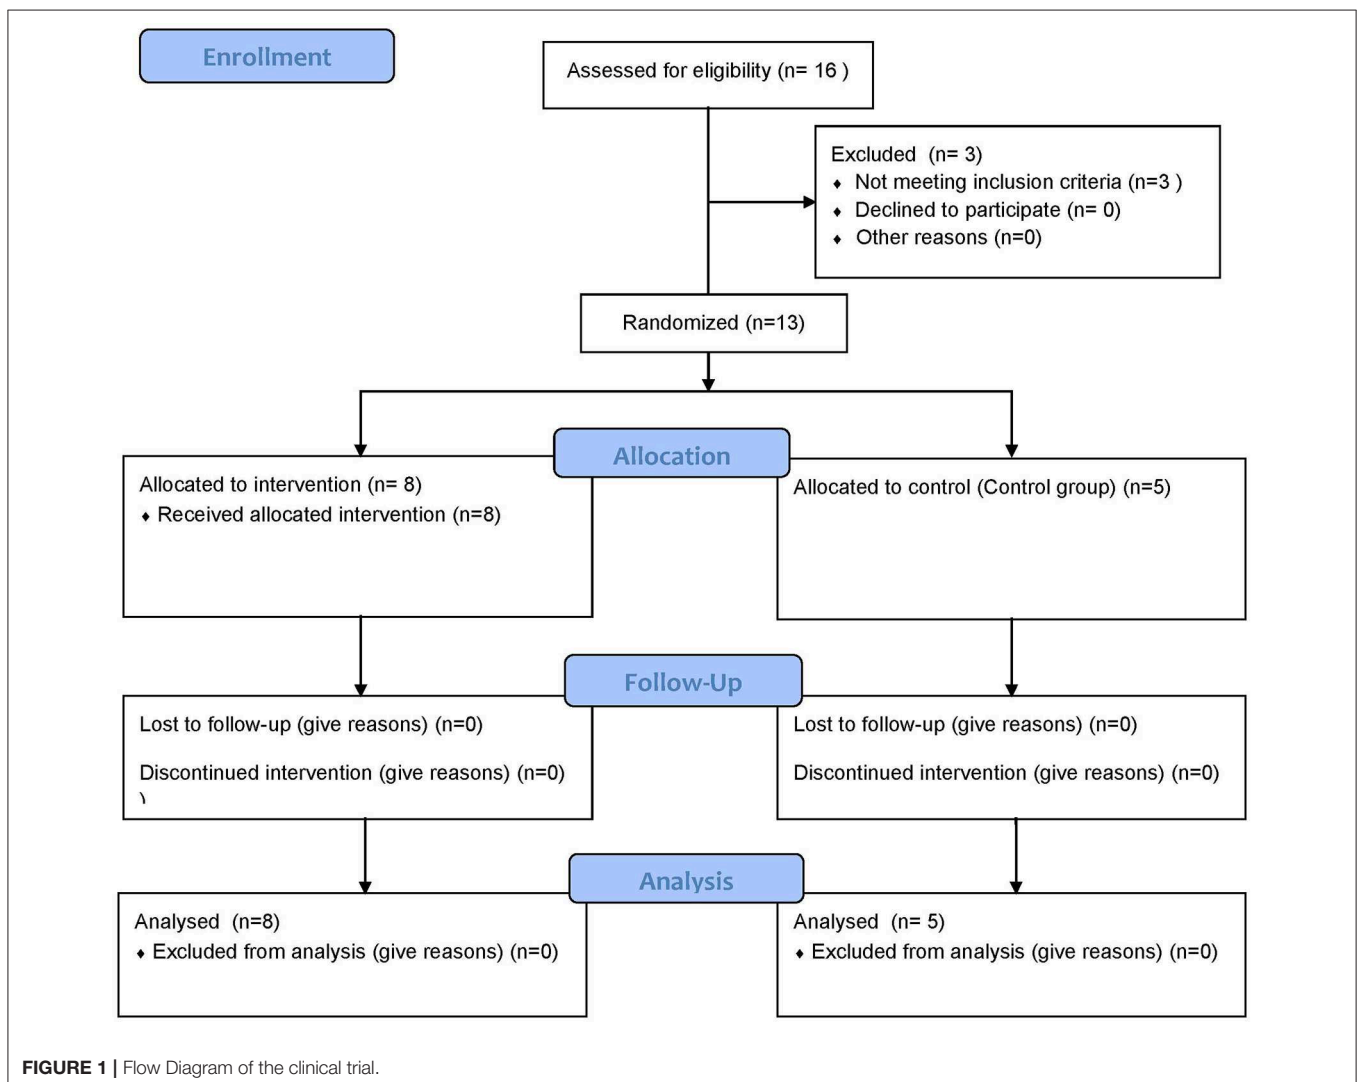 Enrollment
Assessed for eligibility (n= 16 )
Excluded  (n= 3)
♦ Not meeting inclusion criteria (n=3 )
♦ Declined to participate (n= 0)
♦ Other reasons (n=0)
Randomized (n=13)
Allocation
Allocated to intervention (n= 8)
♦ Received allocated intervention (n=8)
Allocated to control (Control group) (n=5)
Follow-Up
Lost to follow-up (give reasons) (n=0)
Discontinued intervention (give reasons) (n=0)
)
Lost to follow-up (give reasons) (n=0)
Discontinued intervention (give reasons) (n=0)
Analysis
Analysed  (n=8)
♦ Excluded from analysis (give reasons) (n=0)
Analysed  (n= 5)
♦ Excluded from analysis (give reasons) (n=0)
FIGURE 1 | Flow Diagram of the clinical trial.